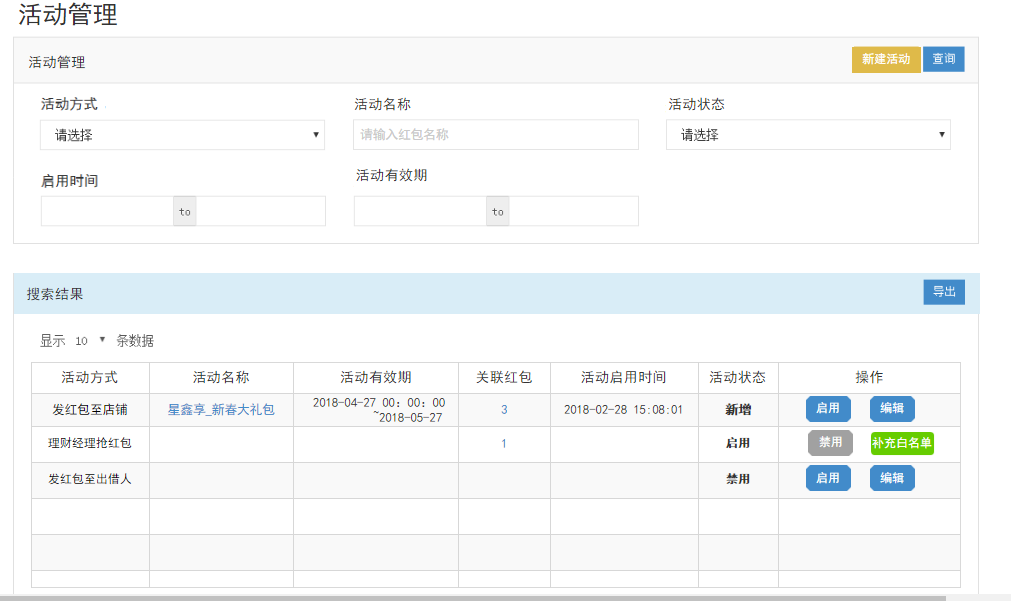 活动管理
活动管理 新建活动 查询
活动方式 活动名称 活动状态
请选择 请输入红包名称 请选择
启用时间 活动有效期
to to
搜索结果 导出
显示 10 条数据
活动方式 活动名称 活动有效期 关联红包 活动启用时间 活动状态 操作
发红包至店铺 星鑫享_新春大礼包 2018-04-27 00：00：00 3 2018-02-28 15:08:01 新增 启用 编辑
~2018-05-27
理财经理抢红包 1 启用 禁用 补充白名单
发红包至出借人 禁用 启用 编辑